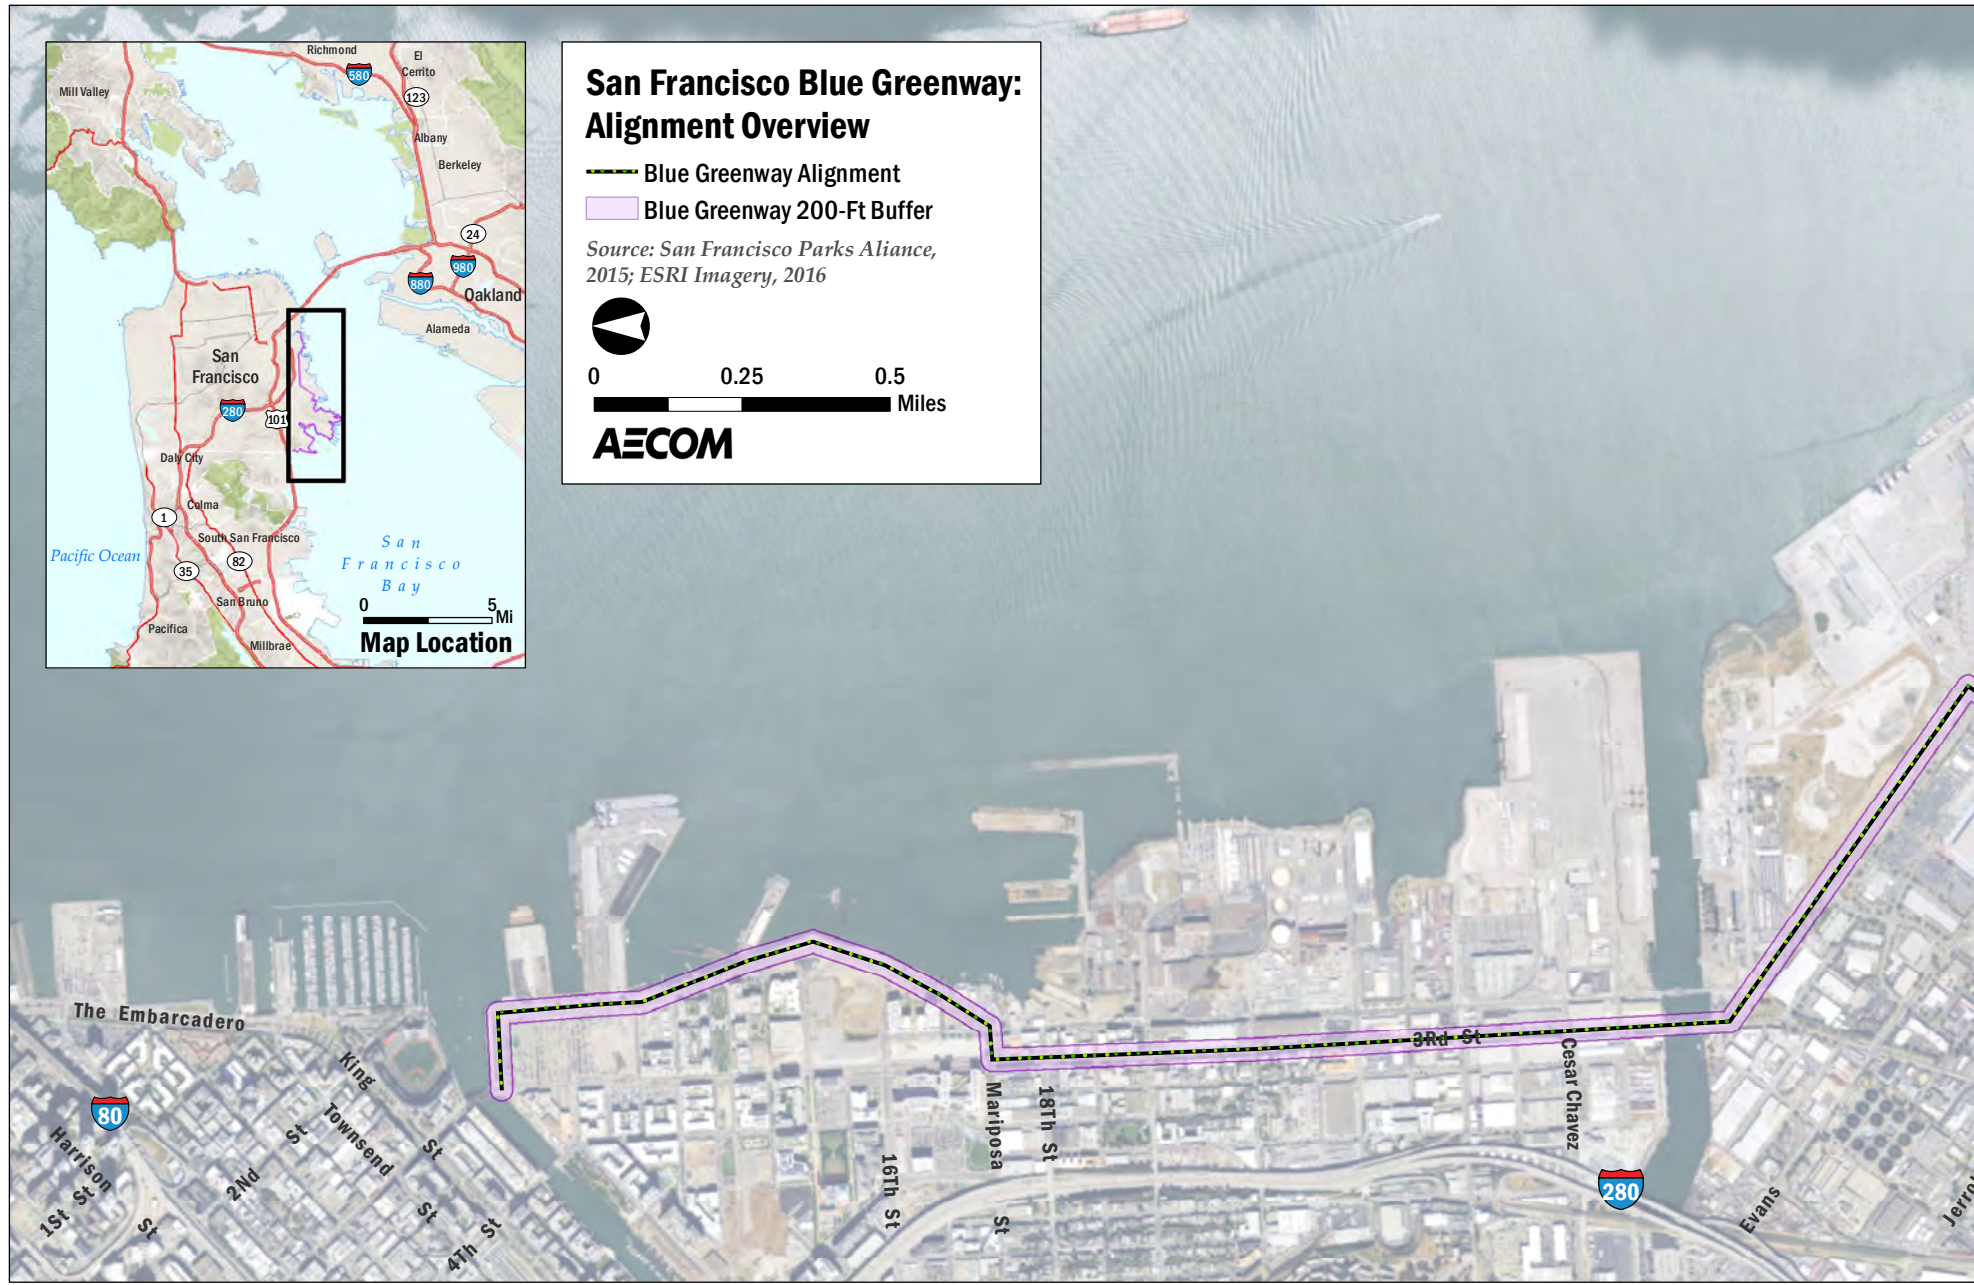 San Francisco Blue Greenway:
Alignment Overview
Blue Greenway Alignment
Blue Greenway 200-Ft Buffer
Source: San Francisco Parks Aliance,
2015; ESRI Imagery, 2016
0 0.25 0.5
Miles
AECOM
Richmond
El
Cerrito
580
123
Mill Valley
Albany
Berkeley
24
980
880
Oakland
Alameda
San
Francisco
280
101
Daly City
Colma
1
South San Francisco
Pacific Ocean
35
82
San
Francisco
Bay
San Bruno
0 5
Mi
Pacifica
Millbrae
Map Location
The Embarcadero
King St
Townsend St
2Nd St
80
Harrison St
1St St
4Th St
16Th St
Mariposa St
18Th St
3Rd St
Cesar Chavez
280
Evans